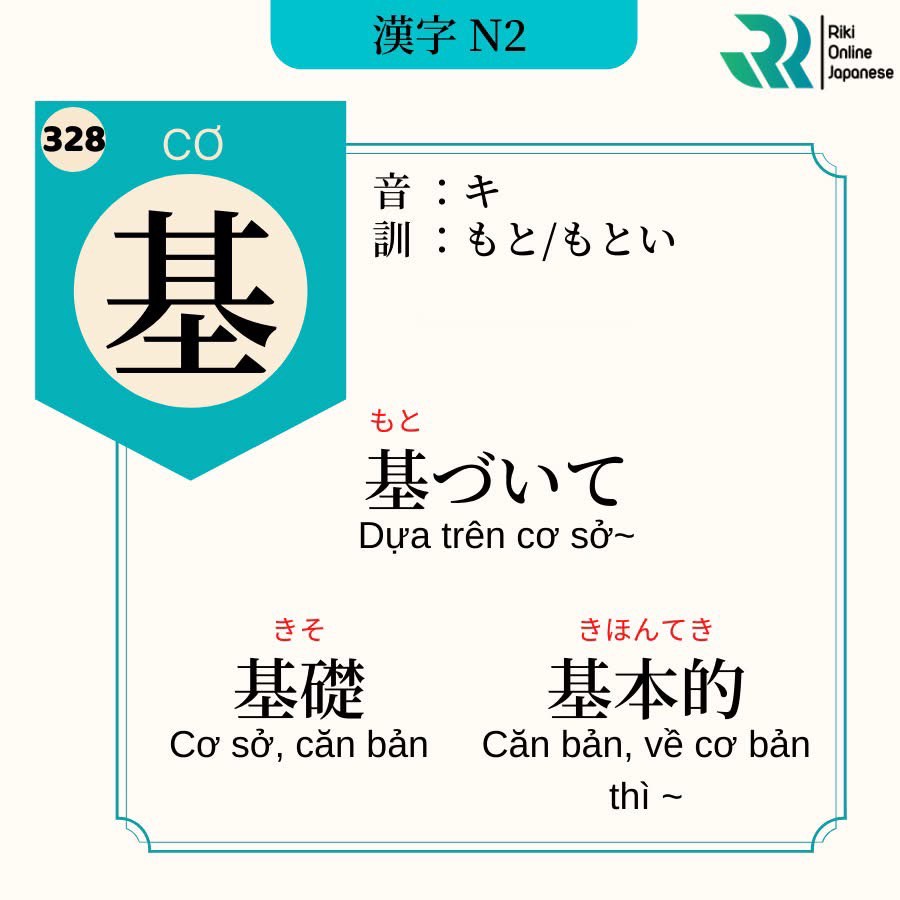 漢字 N2
Riki
Online
Japanese
328
CƠ
基
音 ：キ
訓 ：もと/もとい
もと
基づいて
Dựa trên cơ sở~
きそ
基礎
Cơ sở, căn bản
きほんてき
基本的
Căn bản, về cơ bản
thì ~